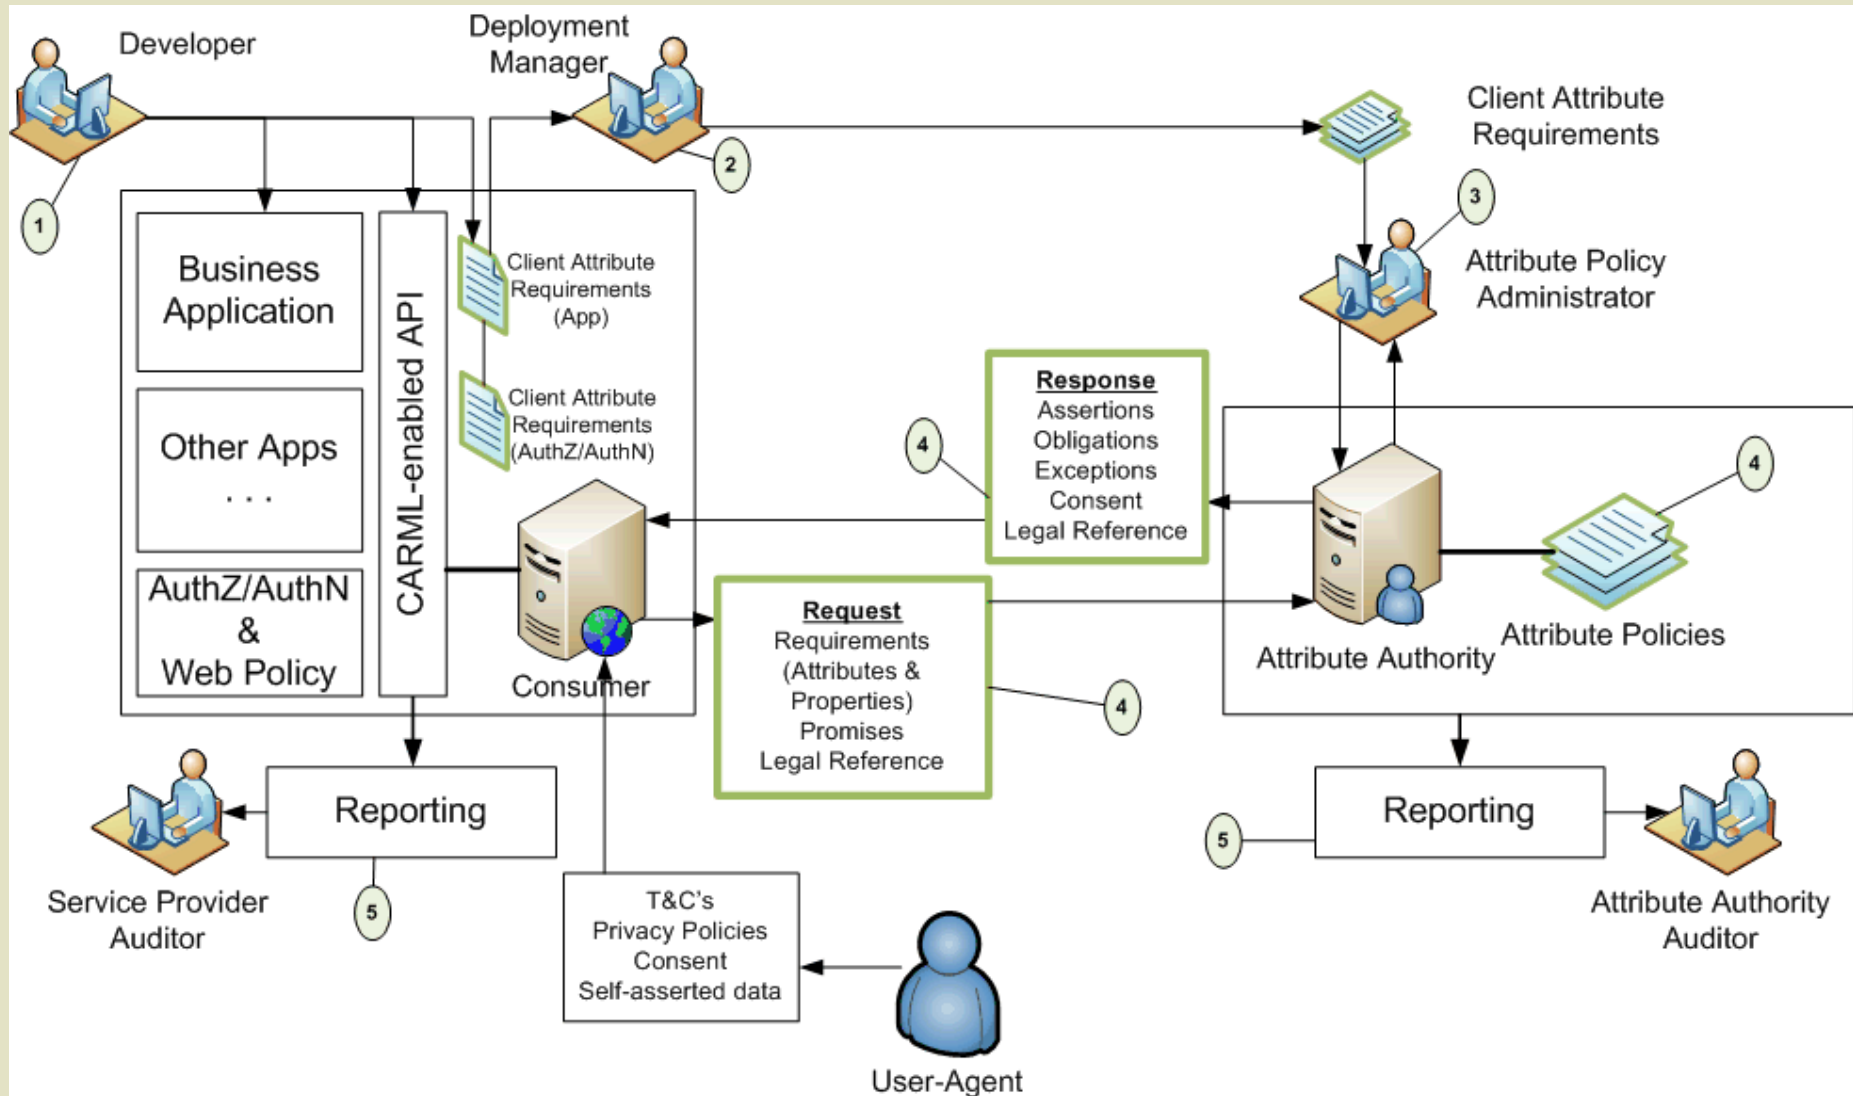 Developer
Deployment
Manager
Client Attribute
Requirements
1
2
3
Business
Application
CARML-enabled API
Client Attribute
Requirements
(App)
Attribute Policy
Administrator
Other Apps
. . .
Client Attribute
Requirements
(AuthZ/AuthN)
4
Response
Assertions
Obligations
Exceptions
Consent
Legal Reference
4
AuthZ/AuthN
&
Web Policy
Consumer
Request
Requirements
(Attributes &
Properties)
Promises
Legal Reference
4
Attribute Authority
Attribute Policies
Reporting
Service Provider
Auditor
5
T&C's
Privacy Policies
Consent
Self-asserted data
User-Agent
5
Reporting
Attribute Authority
Auditor